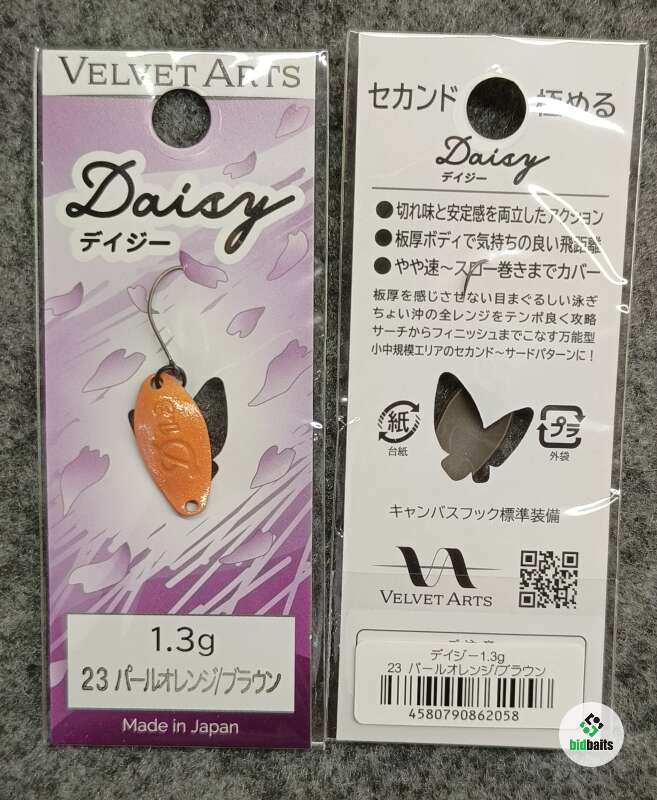 VELVET ARTS
Daisy
デイジー
1.3g
23 パールオレンジ/ブラウン
Made in Japan
セカンド 極める
Daisy
デイジー
●切れ味と安定感を両立したアクション
●板厚ボディで気持ちの良い飛距離
●やや速～スロー巻きまでカバー
板厚を感じさせない目まぐるしい泳ぎ
ちょい沖の全レンジをテンポ良く攻略
サーチからフィニッシュまでこなす万能型
小中規模エリアのセカンド～サードパターンに!
紙
台紙
プラ
外袋
キャンバスフック標準装備
VELVET ARTS
デイジー1.3g
23 パールオレンジ/ブラウン
4580790862058
bidbaits